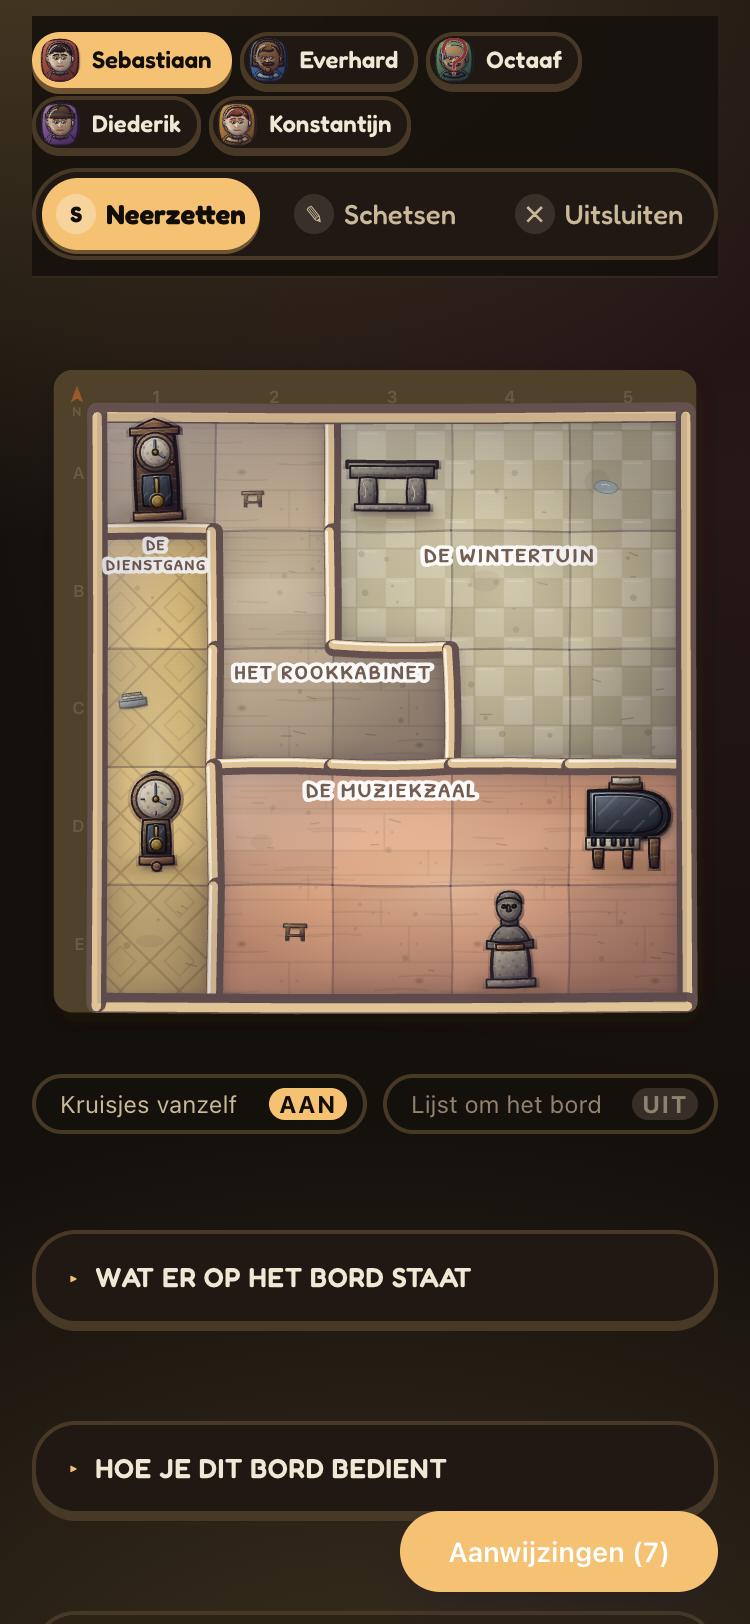 Sebastiaan
Everhard
Octaaf
Diederik
Konstantijn
S Neerzetten
Schetsen
Uitsluiten
N
1 2 3 4 5
A
B
C
D
E
DE
DIENSTGANG
DE WINTERTUIN
HET ROOKKABINET
DE MUZIEKZAAL
Kruisjes vanzelf AAN
Lijst om het bord UIT
WAT ER OP HET BORD STAAT
HOE JE DIT BORD BEDIENT
Aanwijzingen (7)